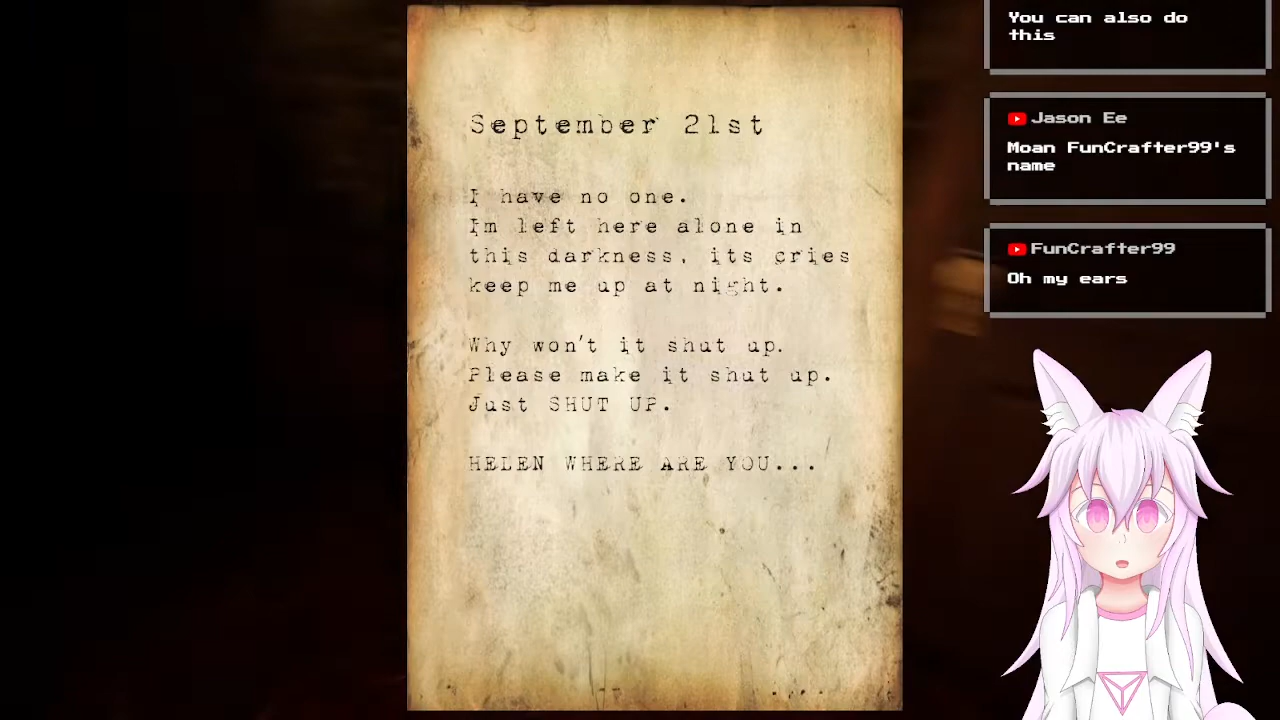 September 21st
I have no one.
Im left here alone in
this darkness, its cries
keep me up at night.
Why won't it shut up.
Please make it shut up.
Just SHUT UP.
HELEN WHERE ARE YOU...
You can also do
this
Jason Ee
Moan FunCrafter99's
name
FunCrafter99
Oh my ears